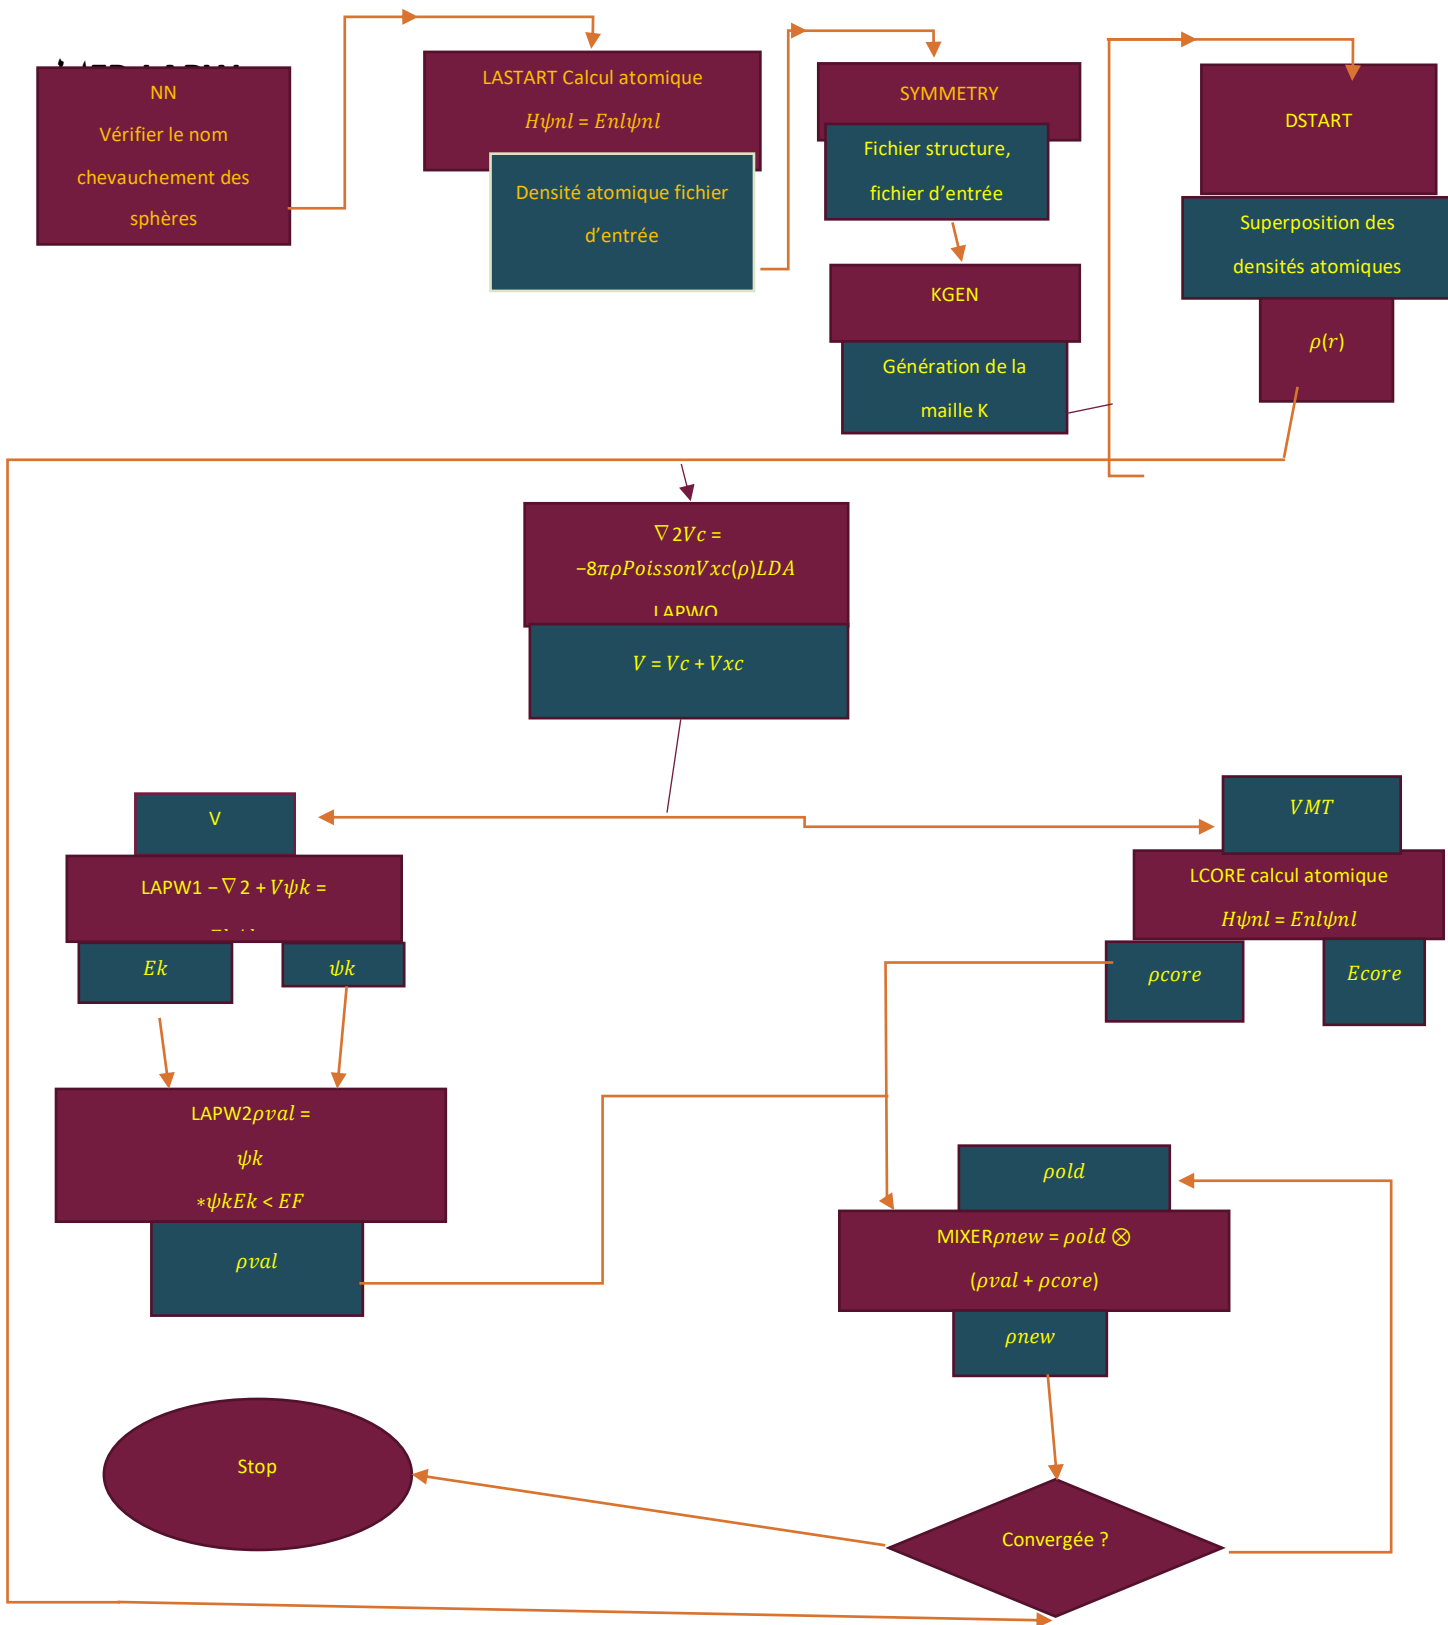 NN
Vérifier le nom
chevauchement des
sphères
LASTART Calcul atomique
𝐻𝜓𝑛𝑙 = 𝐸𝑛𝑙𝜓𝑛𝑙
Densité atomique fichier
d’entrée
SYMMETRY
Fichier structure,
fichier d’entrée
KGEN
Génération de la
maille K
DSTART
Superposition des
densités atomiques
𝜌(𝑟)
∇2𝑉𝑐 =
−8𝜋𝜌𝑃𝑜𝑖𝑠𝑠𝑜𝑛𝑉𝑥𝑐(𝜌)𝐿𝐷𝐴
LAPWO
𝑉 = 𝑉𝑐 + 𝑉𝑥𝑐
V
LAPW1 −∇2 + 𝑉𝜓𝑘 =
𝐸𝑘
𝜓𝑘
LAPW2𝜌𝑣𝑎𝑙 =
𝜓𝑘
∗𝜓𝑘𝐸𝑘 < 𝐸𝐹
𝜌𝑣𝑎𝑙
𝑉𝑀𝑇
LCORE calcul atomique
𝐻𝜓𝑛𝑙 = 𝐸𝑛𝑙𝜓𝑛𝑙
𝜌𝑐𝑜𝑟𝑒
𝐸𝑐𝑜𝑟𝑒
𝜌𝑜𝑙𝑑
MIXER𝜌𝑛𝑒𝑤 = 𝜌𝑜𝑙𝑑 ⊗
(𝜌𝑣𝑎𝑙 + 𝜌𝑐𝑜𝑟𝑒)
𝜌𝑛𝑒𝑤
Convergée ?
Stop